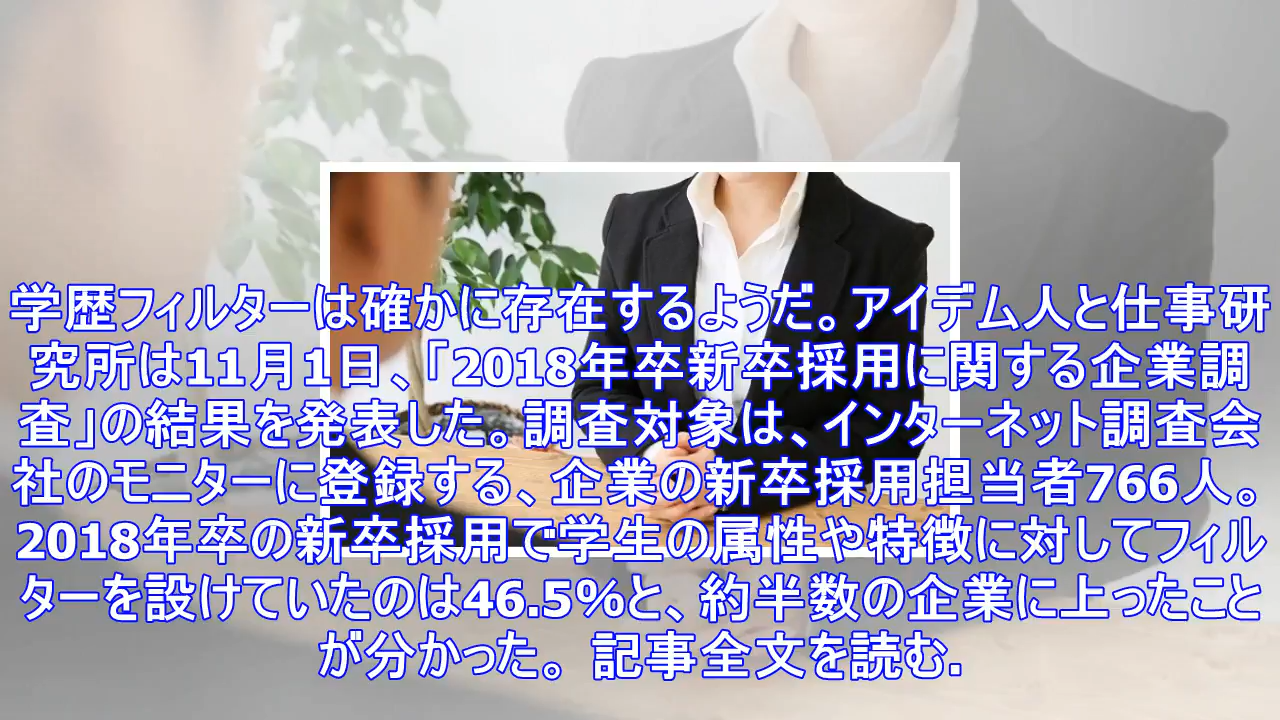 学歴フィルターは確かに存在するようだ。アイデム人と仕事研
究所は11月1日、「2018年卒新卒採用に関する企業調
査」の結果を発表した。調査対象は、インターネット調査会
社のモニターに登録する、企業の新卒採用担当者766人。
2018年卒の新卒採用で学生の属性や特徴に対してフィル
ターを設けていたのは46.5%と、約半数の企業に上ったこと
が分かった。 記事全文を読む.